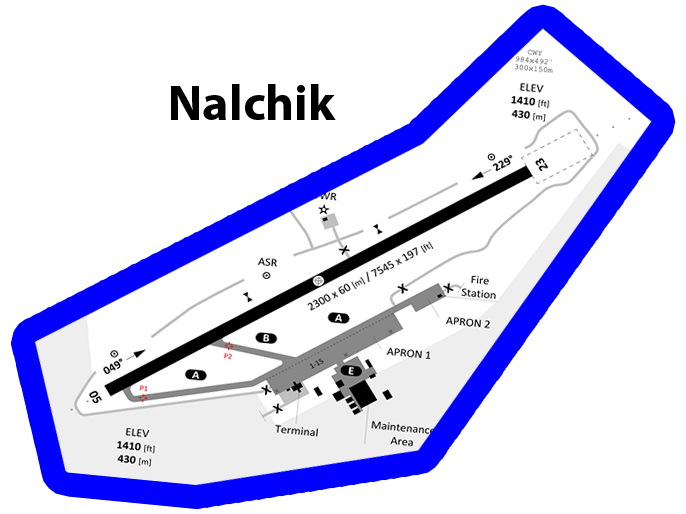 CWY
984x492'
300x150m
Nalchik
ELEV
1410 [ft]
430 [m]
23
229°
WR
ASR
2300 x 60 [m] / 7545 x 197 [ft]
Fire
Station
A
B
APRON 2
P2
APRON 1
049°
1-15
E
A
P1
05
Terminal
Maintenance
Area
ELEV
1410 [ft]
430 [m]